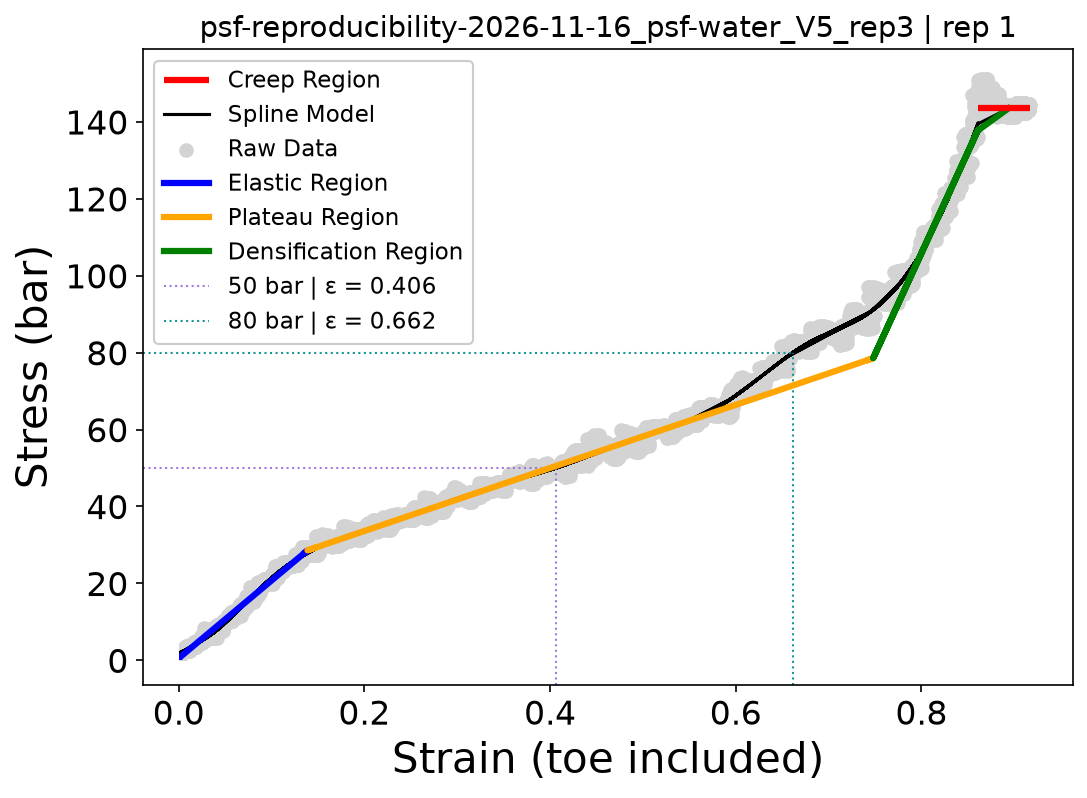 psf-reproducibility-2026-11-16_psf-water_V5_rep3 | rep 1
Creep Region
Spline Model
Raw Data
Elastic Region
Plateau Region
Densification Region
50 bar | ε = 0.406
80 bar | ε = 0.662
Stress (bar)
140
120
100
80
60
40
20
0
0.0 0.2 0.4 0.6 0.8
Strain (toe included)